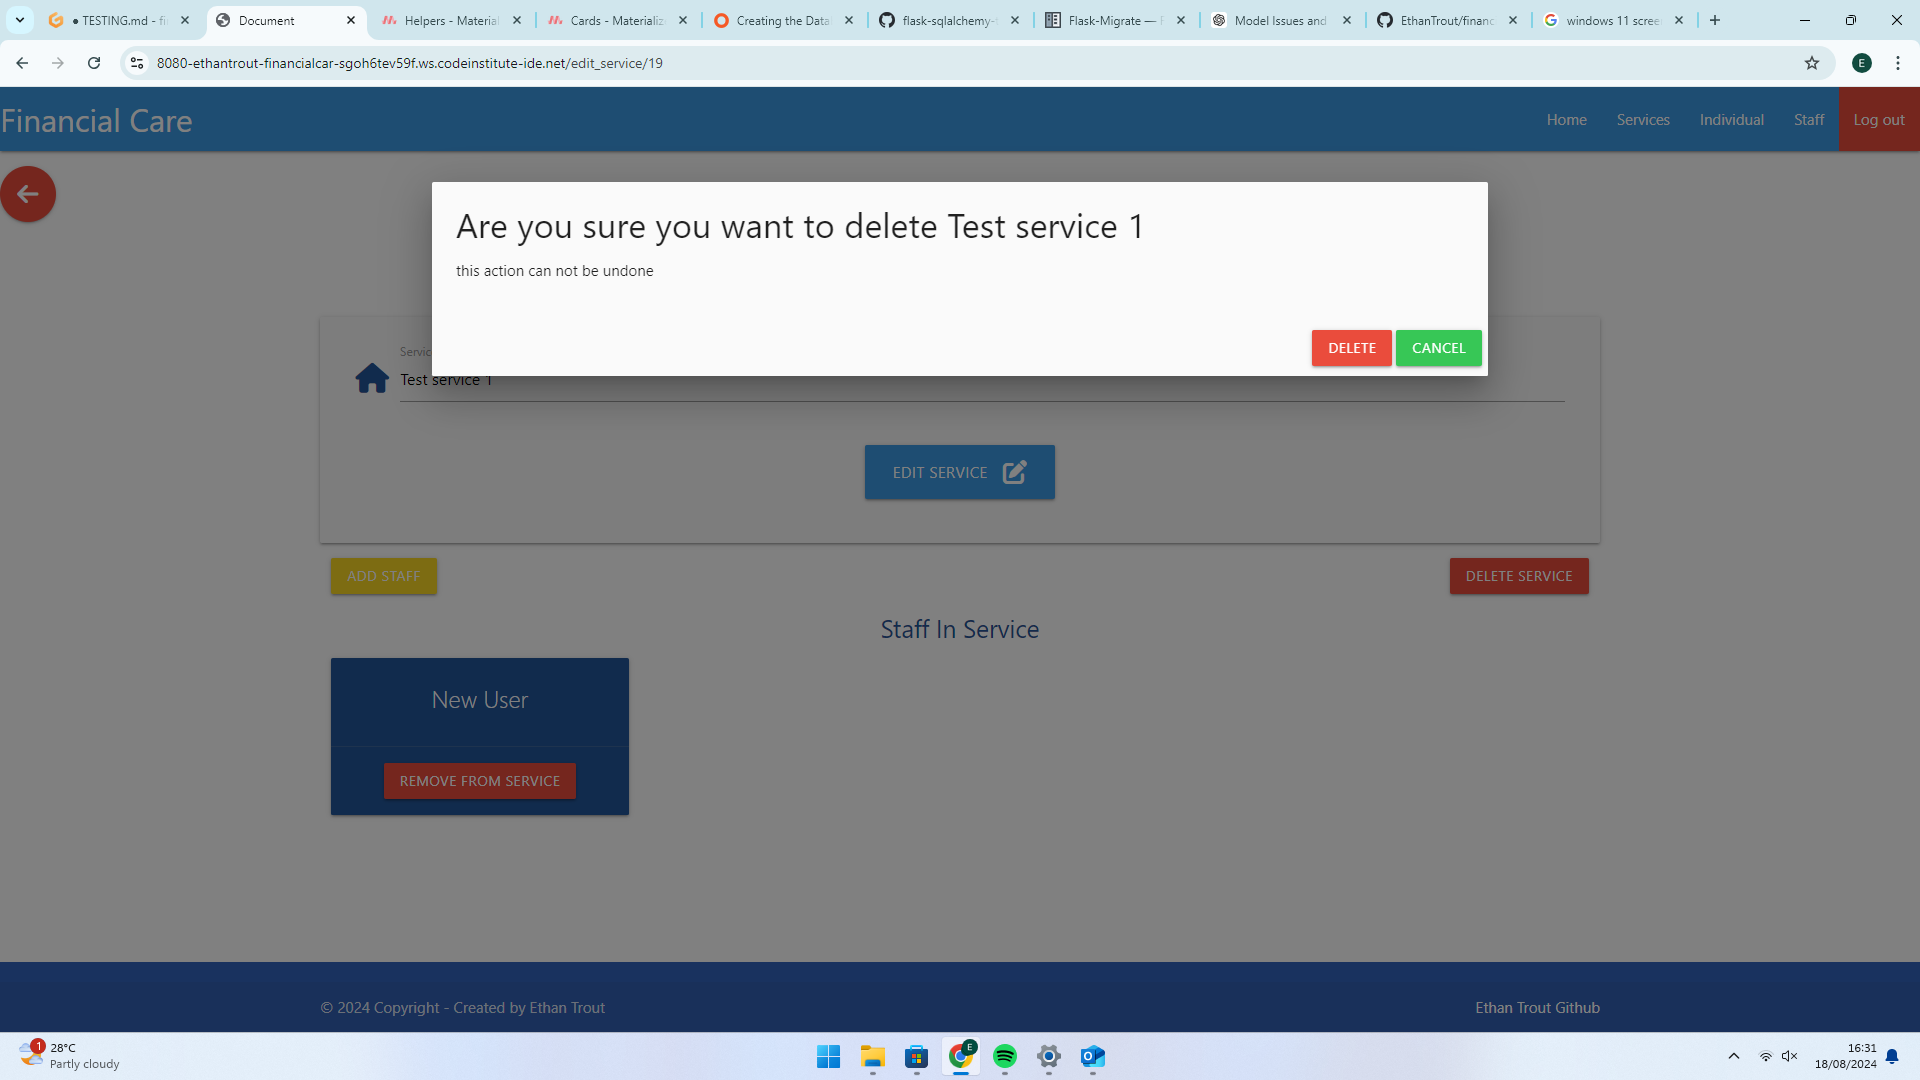 TESTING.md - fi
Document
Helpers - Material
Cards - Materializ
Creating the Data
flask-sqlalchemy-
Flask-Migrate —
Model Issues and
EthanTrout/financ
windows 11 scree
8080-ethantrout-financialcar-sgoh6tev59f.ws.codeinstitute-ide.net/edit_service/19
E
Financial Care
Home
Services
Individual
Staff
Log out
Are you sure you want to delete Test service 1
this action can not be undone
DELETE
CANCEL
Servic
Test service 1
EDIT SERVICE
ADD STAFF
DELETE SERVICE
Staff In Service
New User
REMOVE FROM SERVICE
© 2024 Copyright - Created by Ethan Trout
Ethan Trout Github
1
28°C
Partly cloudy
E
16:31
18/08/2024